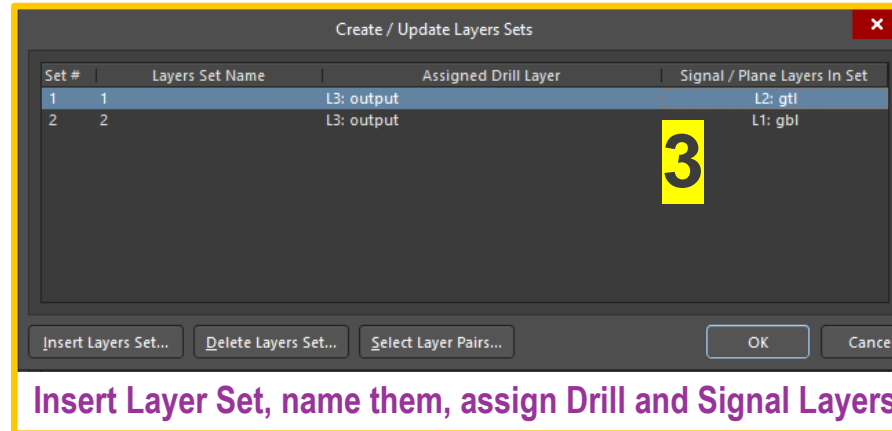 Create / Update Layers Sets
Set # Layers Set Name Assigned Drill Layer Signal / Plane Layers In Set
1 1 L3: output L2: gtl
2 2 L3: output L1: gbl
3
Insert Layers Set... Delete Layers Set... Select Layer Pairs... OK Cance
Insert Layer Set, name them, assign Drill and Signal Layers